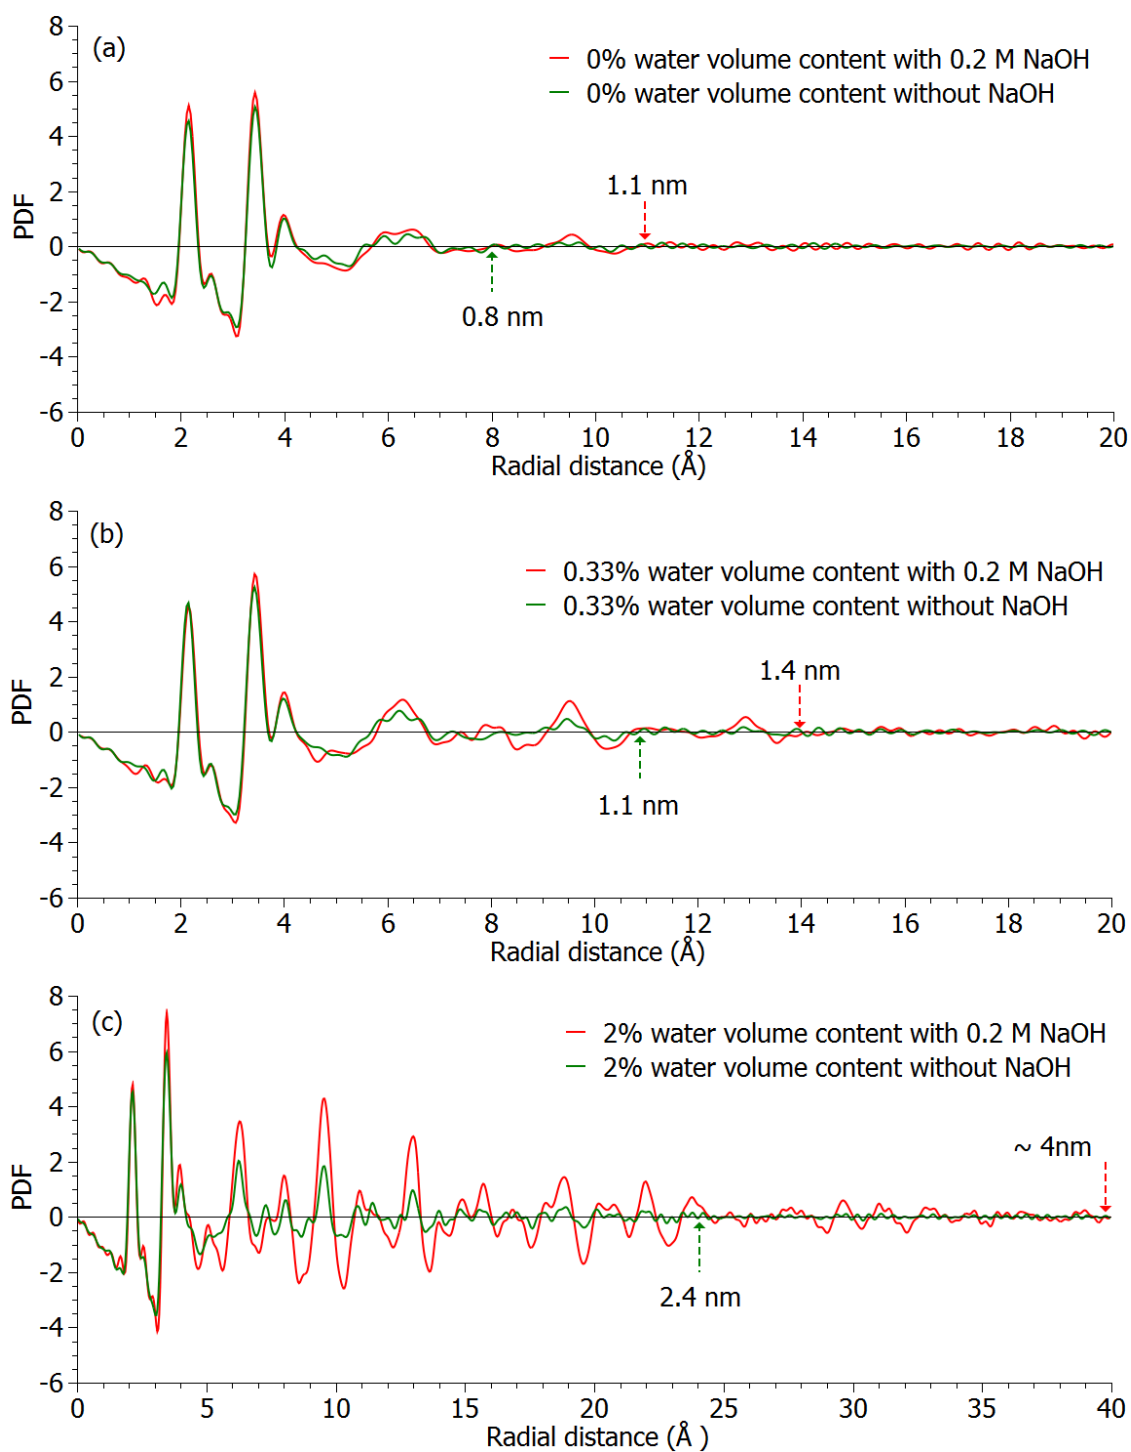 (a)
0% water volume content with 0.2 M NaOH
0% water volume content without NaOH
PDF
8
6
4
2
0
-2
-4
-6
1.1 nm
0.8 nm
0 2 4 6 8 10 12 14 16 18 20
Radial distance (Å)
(b)
0.33% water volume content with 0.2 M NaOH
0.33% water volume content without NaOH
PDF
8
6
4
2
0
-2
-4
-6
1.4 nm
1.1 nm
0 2 4 6 8 10 12 14 16 18 20
Radial distance (Å)
(c)
2% water volume content with 0.2 M NaOH
2% water volume content without NaOH
PDF
8
6
4
2
0
-2
-4
-6
~ 4nm
2.4 nm
0 5 10 15 20 25 30 35 40
Radial distance (Å )